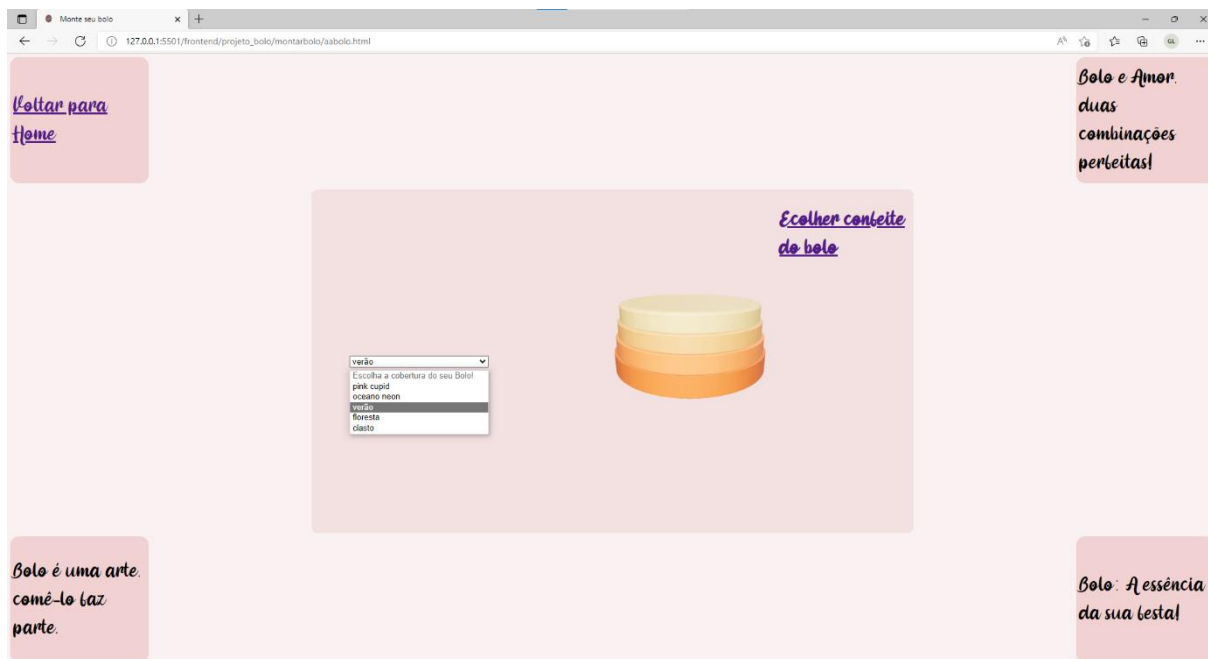 Monte seu bolo
127.0.0.1:5501/frontend/projeto_bolo/montarbolo/aabolo.html
GL
Voltar para
Home
Bolo e Amor,
duas
combinações
perfeitas!
Ecolher confeite
do bolo
verão
Escolha a cobertura do seu Bolo!
pink cupid
oceano neon
verão
floresta
clasto
Bolo é uma arte,
comê-lo faz
parte.
Bolo: A essência
da sua festa!